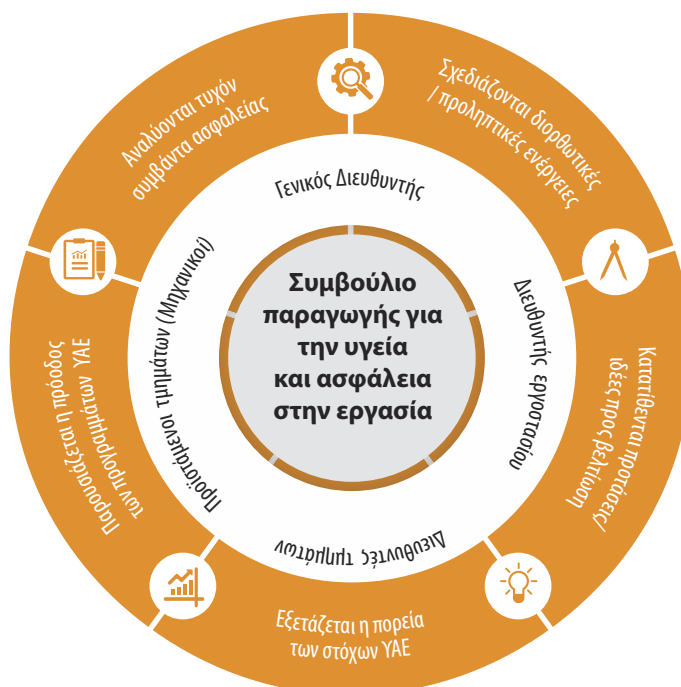 Συμβούλιο
παραγωγής για
την υγεία
και ασφάλεια
στην εργασία
Γενικός Διευθυντής
Διευθυντής εργοστασίου
Διευθυντές τμημάτων
Προϊστάμενοι τμημάτων (Μηχανικοί)
Σχεδιάζονται διορθωτικές
/ προληπτικές ενέργειες
Κατατίθενται προτάσεις/
ιδέες προς βελτίωση
Εξετάζεται η πορεία
των στόχων ΥΑΕ
Παρουσιάζεται η πρόοδος
των προγραμμάτων ΥΑΕ
Αναλύονται τυχόν
συμβάντα ασφαλείας